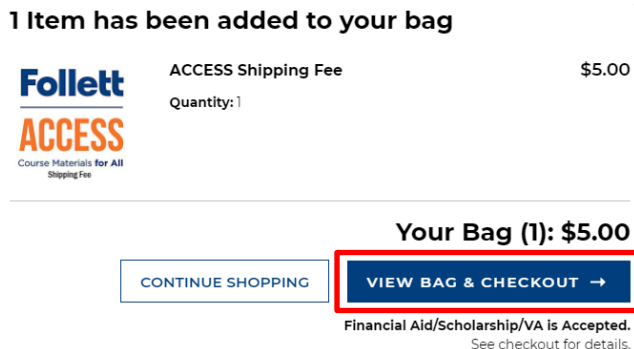 1 Item has been added to your bag
Follett
ACCESS
Course Materials for All
Shipping Fee
ACCESS Shipping Fee
$5.00
Quantity: 1
Your Bag (1): $5.00
CONTINUE SHOPPING
VIEW BAG & CHECKOUT →
Financial Aid/Scholarship/VA is Accepted.
See checkout for details.